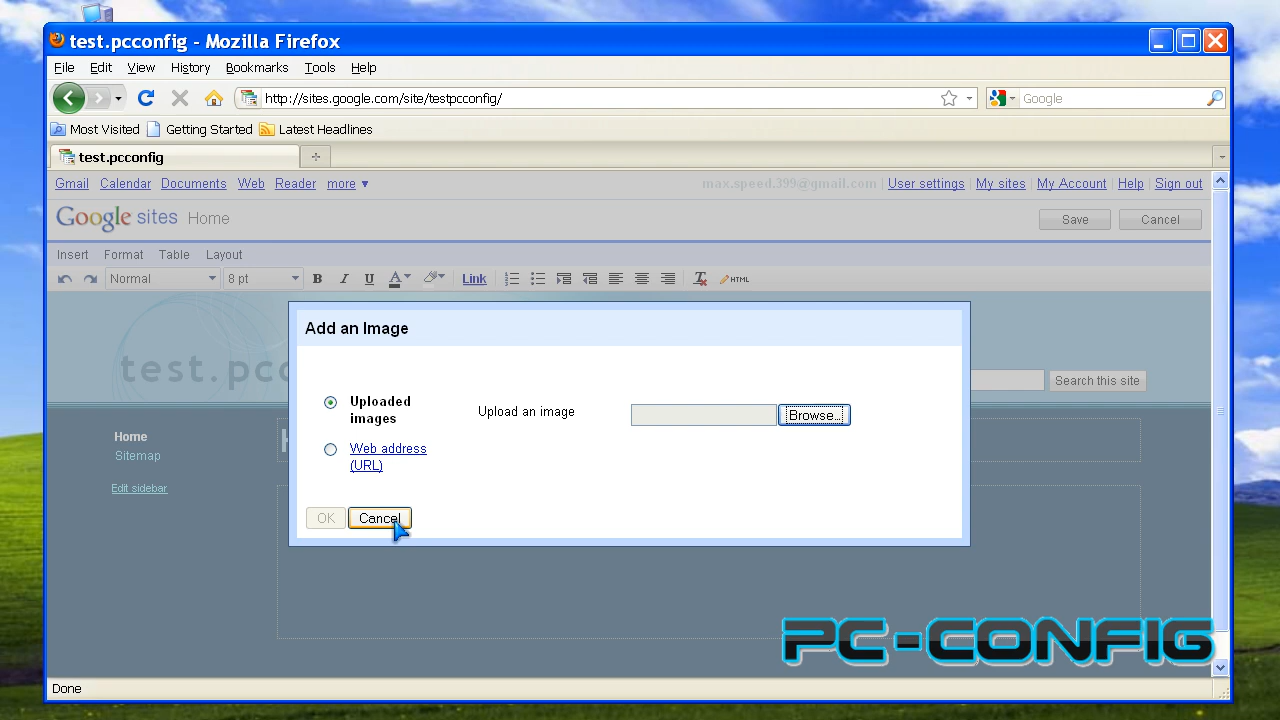 test.pcconfig - Mozilla Firefox
File Edit View History Bookmarks Tools Help
http://sites.google.com/site/testpcconfig/
Google
Most Visited Getting Started Latest Headlines
test.pcconfig
Gmail Calendar Documents Web Reader more ▼ max.speed.399@gmail.com | User settings | My sites | My Account | Help | Sign out
Google sites Home Save Cancel
Insert Format Table Layout
Normal 8 pt B I U A Link HTML
Add an Image
test.pcc
Search this site
Uploaded
images
Upload an image
Browse...
Home
Sitemap
Web address
(URL)
Edit sidebar
OK Cancel
PC-CONFIG
Done